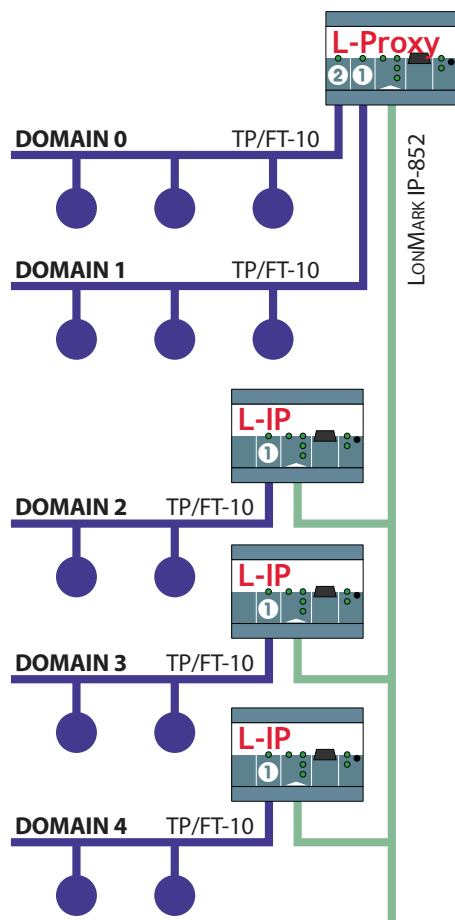 L-Proxy
② ①
DOMAIN 0 TP/FT-10
LONMARK IP-852
DOMAIN 1 TP/FT-10
L-IP
①
DOMAIN 2 TP/FT-10
L-IP
①
DOMAIN 3 TP/FT-10
L-IP
①
DOMAIN 4 TP/FT-10